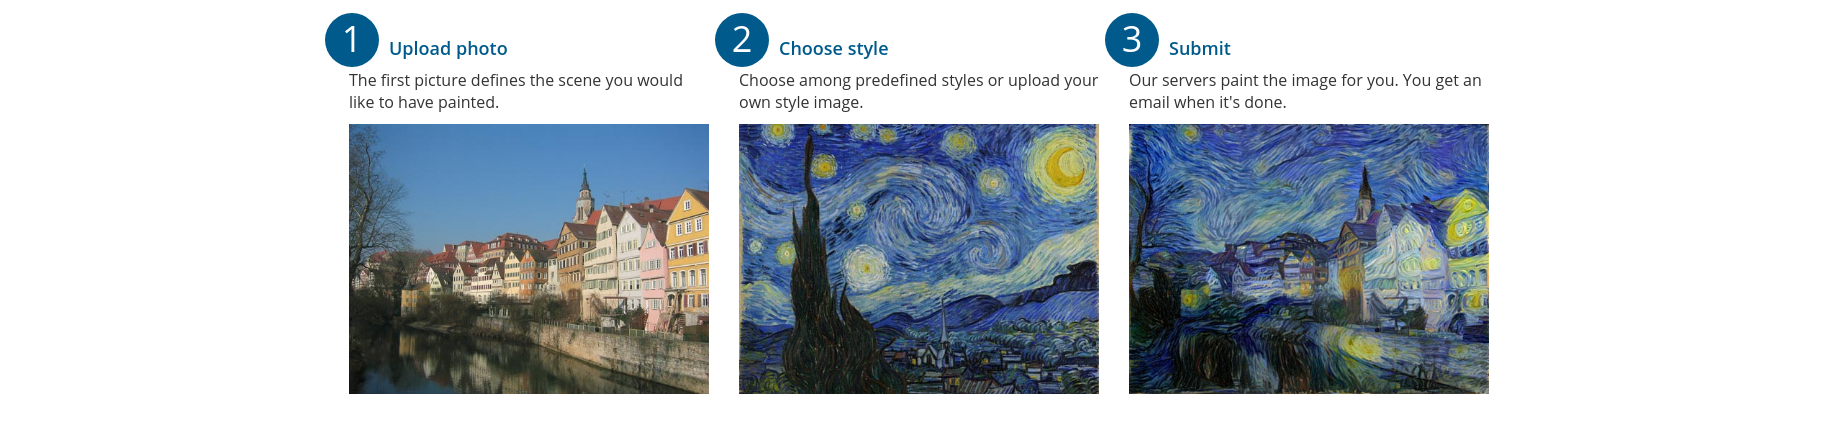 1 Upload photo
The first picture defines the scene you would
like to have painted.
2 Choose style
Choose among predefined styles or upload your
own style image.
3 Submit
Our servers paint the image for you. You get an
email when it's done.